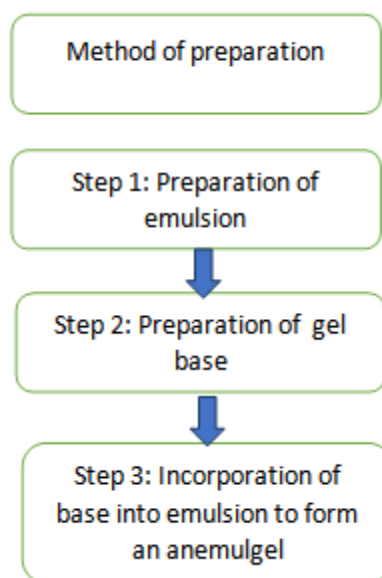 Method of preparation
Step 1: Preparation of
emulsion
Step 2: Preparation of gel
base
Step 3: Incorporation of
base into emulsion to form
an anemulgel